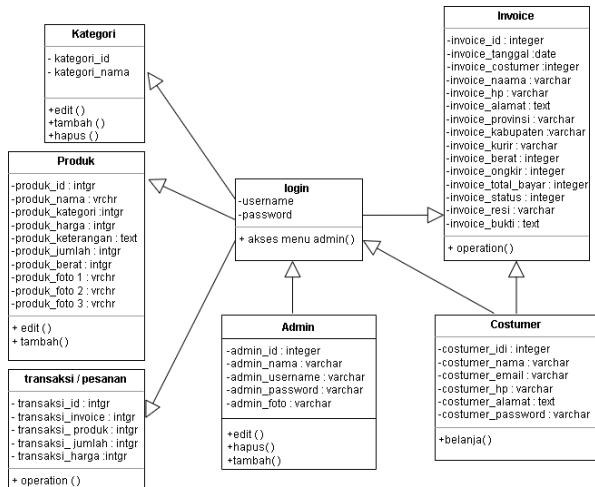 Kategori
- kategori_id
- kategori_nama
+edit ()
+tambah ()
+hapus ()
Produk
-produk_id : intgr
-produk_nama : vrchr
-produk_kategori :intgr
-produk_harga : intgr
-produk_keterangan : text
-produk_jumlah : intgr
-produk_berat : intgr
-produk_foto 1 : vrchr
-produk_foto 2 : vrchr
-produk_foto 3 : vrchr
+ edit ()
+ tambah()
transaksi / pesanan
- transaksi_id : intgr
- transaksi_invoice : intgr
- transaksi_ produk : intgr
- transaksi_ jumlah : intgr
- transaksi_harga :intgr
+ operation ()
login
-username
-password
+ akses menu admin()
Admin
-admin_id : integer
-admin_nama : varchar
-admin_username : varchar
-admin_password : varchar
-admin_foto : varchar
+edit ()
+hapus()
+tambah()
Invoice
-invoice_id : integer
-invoice_tanggal :date
-invoice_costumer :integer
-invoice_naama : varchar
-invoice_hp : varchar
-invoice_alamat : text
-invoice_provinsi : varchar
-invoice_kabupaten :varchar
-invoice_kurir : varchar
-invoice_berat : integer
-invoice_ongkir : integer
-invoice_total_bayar : integer
-invoice_status : integer
-invoice_resi : varchar
-invoice_bukti : text
+ operation()
Costumer
-costumer_idi : integer
-costumer_nama : varchar
-costumer_email : varchar
-costumer_hp : varchar
-costumer_alamat : text
-costumer_password : varchar
+belanja()